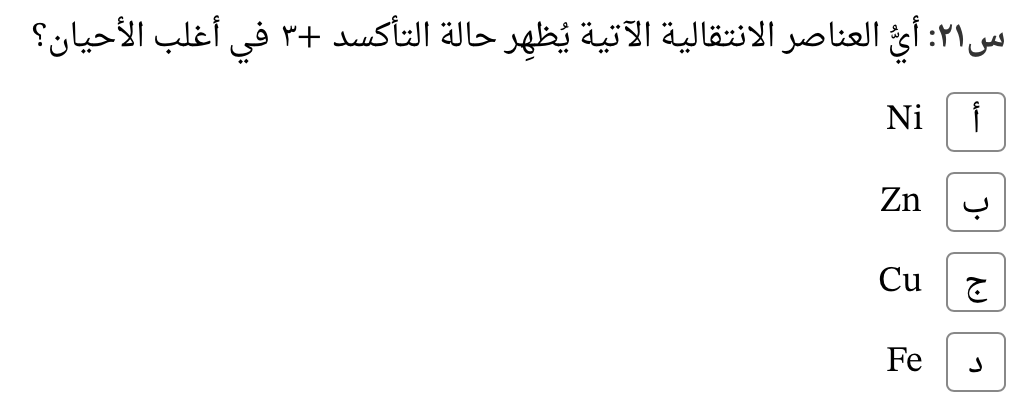 س٢١: أيُّ العناصر الانتقالية الآتية يُظهِر حالة التأكسد +٣ في أغلب الأحيان؟
أ Ni
ب Zn
ج Cu
د Fe